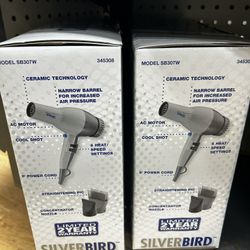 MODEL SB307W 345308
CERAMIC TECHNOLOGY
NARROW BARREL
FOR INCREASED
AIR PRESSURE
AC MOTOR
COOL SHOT
6 HEAT/
SPEED
SETTINGS
9' POWER CORD
STRAIGHTENING PIC
CONCENTRATOR
NOZZLE
LIMITED
2 YEAR
WARRANTY
SILVERBIRD
MODEL SB307W 345308
CERAMIC TECHNOLOGY
NARROW BARREL
FOR INCREASED
AIR PRESSURE
AC MOTOR
COOL SHOT
6 HEAT/
SPEED
SETTINGS
9' POWER CORD
STRAIGHTENING PIC
CONCENTRATOR
NOZZLE
LIMITED
2 YEAR
WARRANTY
SILVERBIRD